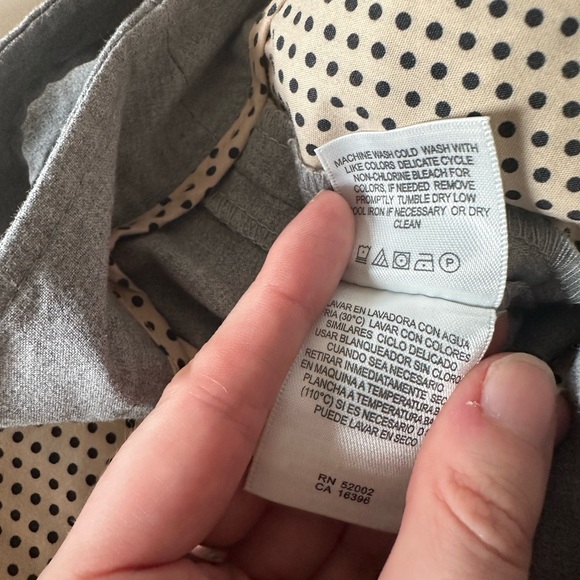 MACHINE WASH COLD WASH WITH
LIKE COLORS DELICATE CYCLE
NON-CHLORINE BLEACH FOR
COLORS, IF NEEDED REMOVE
PROMPTLY TUMBLE DRY LOW
IRON IF NECESSARY OR DRY
CLEAN
P
LAVAR EN LAVADORA CON AGUA
(30°C) LAVAR CON COLORES
SIMILARES CICLO DELICADO
USAR BLANQUEADOR SIN CLORO
CUANDO SEA NECESARIO
RETIRAR INMEDIATAMENTE SECAR
EN MAQUINA A TEMPERATURA
PLANCHA A TEMPERATURA
(110°C) SI ES NECESARIO O
PUEDE LAVAR EN SECO
RN 52002
CA 16396